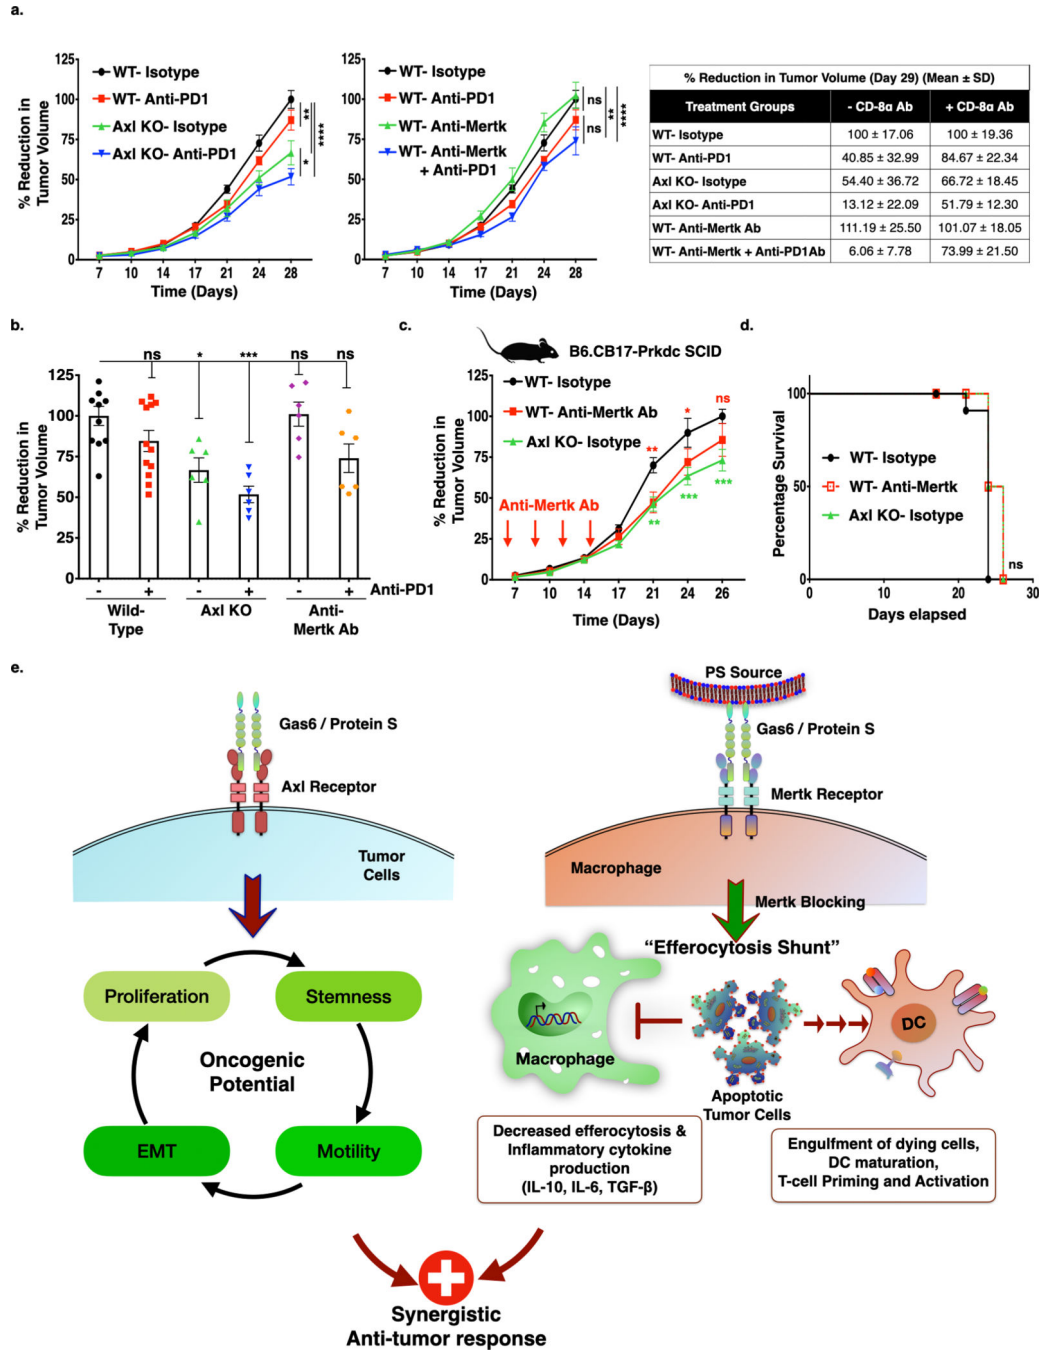 a.
% Reduction in
Tumor Volume
125
100
75
50
25
0
WT- Isotype
WT- Anti-PD1
Axl KO- Isotype
Axl KO- Anti-PD1
**
****
*
7 10 14 17 21 24 28
Time (Days)
% Reduction in
Tumor Volume
125
100
75
50
25
0
WT- Isotype
WT- Anti-PD1
WT- Anti-Mertk
WT- Anti-Mertk
+ Anti-PD1
ns
ns
**
****
7 10 14 17 21 24 28
Time (Days)
% Reduction in Tumor Volume (Day 29) (Mean ± SD)
Treatment Groups - CD-8α Ab + CD-8α Ab
WT- Isotype 100 ± 17.06 100 ± 19.36
WT- Anti-PD1 40.85 ± 32.99 84.67 ± 22.34
Axl KO- Isotype 54.40 ± 36.72 66.72 ± 18.45
Axl KO- Anti-PD1 13.12 ± 22.09 51.79 ± 12.30
WT- Anti-Mertk Ab 111.19 ± 25.50 101.07 ± 18.05
WT- Anti-Mertk + Anti-PD1Ab 6.06 ± 7.78 73.99 ± 21.50
b.
% Reduction in
Tumor Volume
125
100
75
50
25
0
ns * *** ns ns
- + - + - + Anti-PD1
Wild-
Type
Axl KO
Anti-
Mertk Ab
c.
B6.CB17-Prkdc SCID
% Reduction in
Tumor Volume
125
100
75
50
25
0
WT- Isotype
WT- Anti-Mertk Ab
Axl KO- Isotype
Anti-Mertk Ab
** * ns
** *** ***
7 10 14 17 21 24 26
Time (Days)
d.
Percentage Survival
100
50
0
WT- Isotype
WT- Anti-Mertk
Axl KO- Isotype
ns
0 10 20 30
Days elapsed
e.
Gas6 / Protein S
Axl Receptor
Tumor
Cells
Proliferation
Stemness
Oncogenic
Potential
EMT
Motility
PS Source
Gas6 / Protein S
Mertk Receptor
Macrophage
Mertk Blocking
“Efferocytosis Shunt”
Macrophage
DC
Apoptotic
Tumor Cells
Decreased efferocytosis &
Inflammatory cytokine
production
(IL-10, IL-6, TGF-β)
Engulfment of dying cells,
DC maturation,
T-cell Priming and Activation
Synergistic
Anti-tumor response